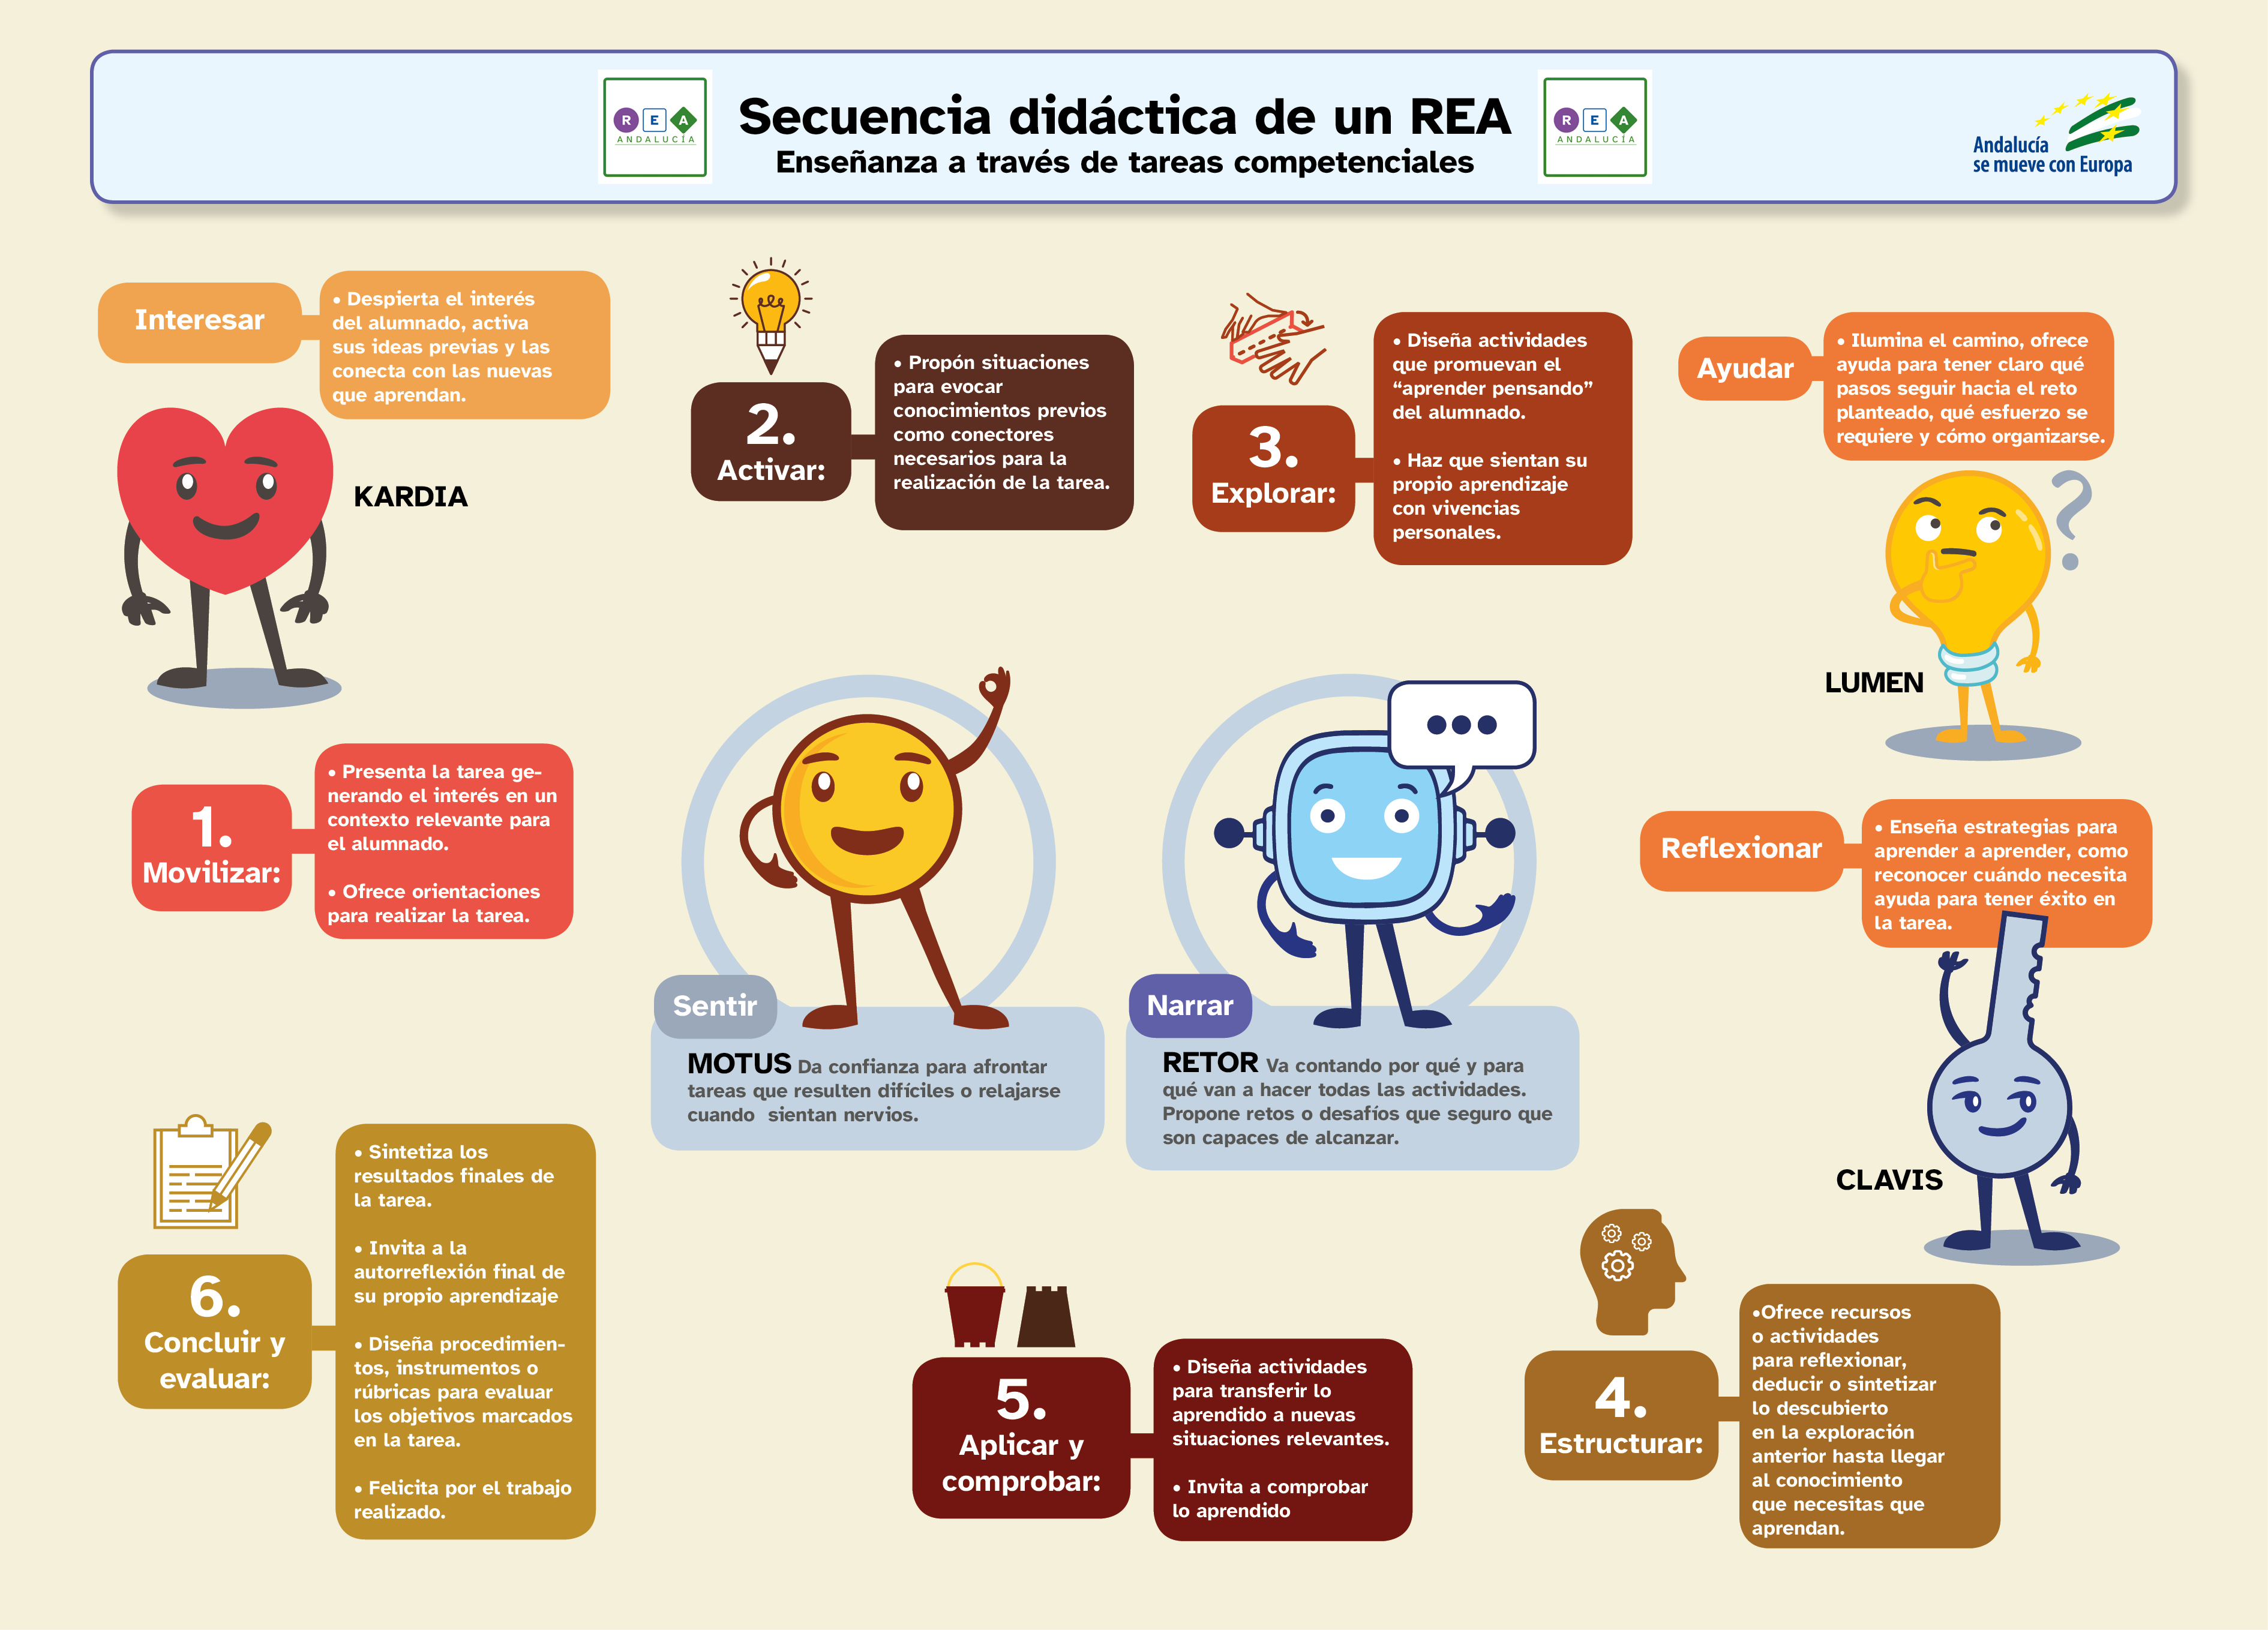 R E A
ANDALUCÍA
Secuencia didáctica de un REA
Enseñanza a través de tareas competenciales
R E A
ANDALUCÍA
Andalucía
se mueve con Europa
Interesar
• Despierta el interés
del alumnado, activa
sus ideas previas y las
conecta con las nuevas
que aprendan.
KARDIA
2.
Activar:
• Propón situaciones
para evocar
conocimientos previos
como conectores
necesarios para la
realización de la tarea.
3.
Explorar:
• Diseña actividades
que promuevan el
“aprender pensando”
del alumnado.
• Haz que sientan su
propio aprendizaje
con vivencias
personales.
Ayudar
• Ilumina el camino, ofrece
ayuda para tener claro qué
pasos seguir hacia el reto
planteado, qué esfuerzo se
requiere y cómo organizarse.
?
LUMEN
1.
Movilizar:
• Presenta la tarea ge-
nerando el interés en un
contexto relevante para
el alumnado.
• Ofrece orientaciones
para realizar la tarea.
Sentir
MOTUS Da confianza para afrontar
tareas que resulten difíciles o relajarse
cuando sientan nervios.
Narrar
RETOR Va contando por qué y para
qué van a hacer todas las actividades.
Propone retos o desafíos que seguro que
son capaces de alcanzar.
Reflexionar
• Enseña estrategias para
aprender a aprender, como
reconocer cuándo necesita
ayuda para tener éxito en
la tarea.
CLAVIS
6.
Concluir y
evaluar:
• Sintetiza los
resultados finales de
la tarea.
• Invita a la
autorreflexión final de
su propio aprendizaje
• Diseña procedimien-
tos, instrumentos o
rúbricas para evaluar
los objetivos marcados
en la tarea.
• Felicita por el trabajo
realizado.
5.
Aplicar y
comprobar:
• Diseña actividades
para transferir lo
aprendido a nuevas
situaciones relevantes.
• Invita a comprobar
lo aprendido
4.
Estructurar:
•Ofrece recursos
o actividades
para reflexionar,
deducir o sintetizar
lo descubierto
en la exploración
anterior hasta llegar
al conocimiento
que necesitas que
aprendan.